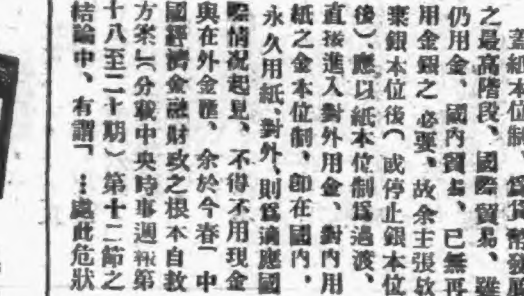 蓋紙本位制、爲貨幣發展
之最高階段、國際貿易、雖
仍用金、國內貿易、已無再
用金銀之必要、故余主張放
棄銀本位後（或停止銀本位
後）、應以紙本位制爲過渡、
直接進入對外用金、對內用
紙之金本位制、卽在國內、
永久用紙、對外、則爲適應國
際情況起見、不得不用現金
與在外金匯、余於今春「中
國經濟金融財政之根本自救
方案」（分載中央時事週報第
十八至二十期）第十二節之
結論中、有謂「…處此危狀